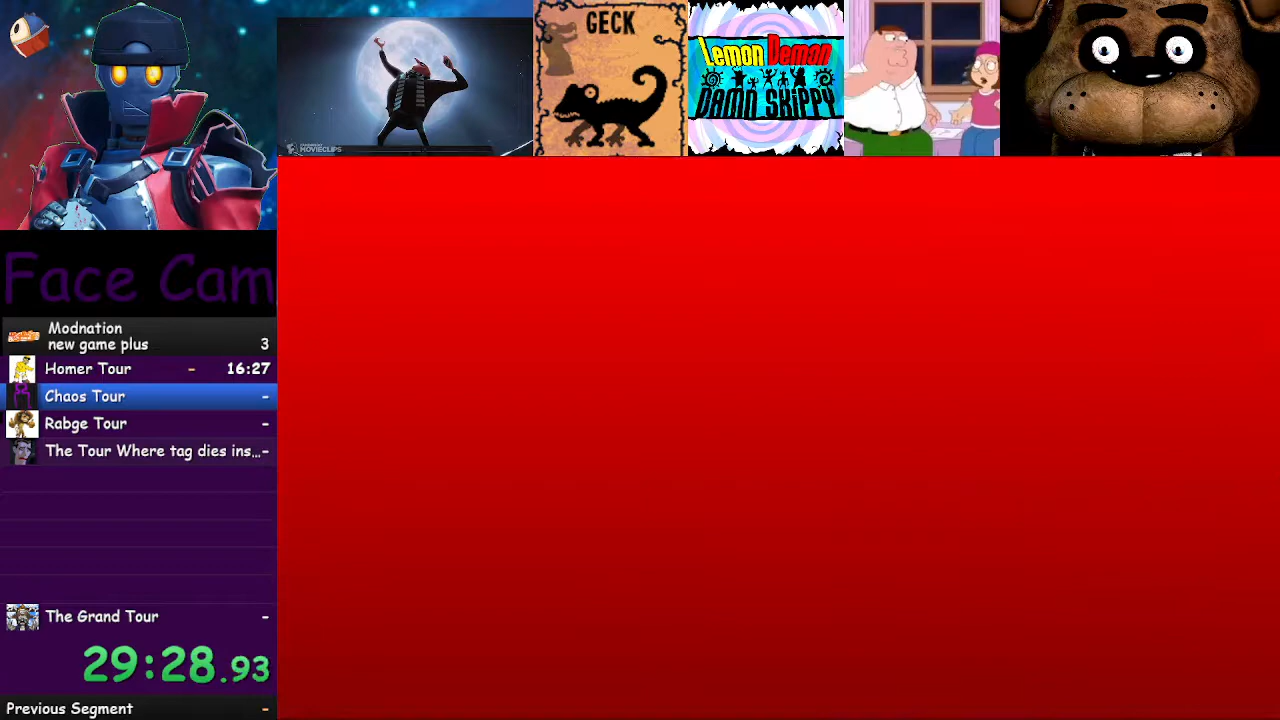 GECK
Lemon Demon
DAMN SKIPPY
MOVIECLIPS
Face Cam
Modnation
new game plus 3
Homer Tour - 16:27
Chaos Tour -
Rabge Tour -
The Tour Where tag dies ins...-
The Grand Tour -
29:28.93
Previous Segment -